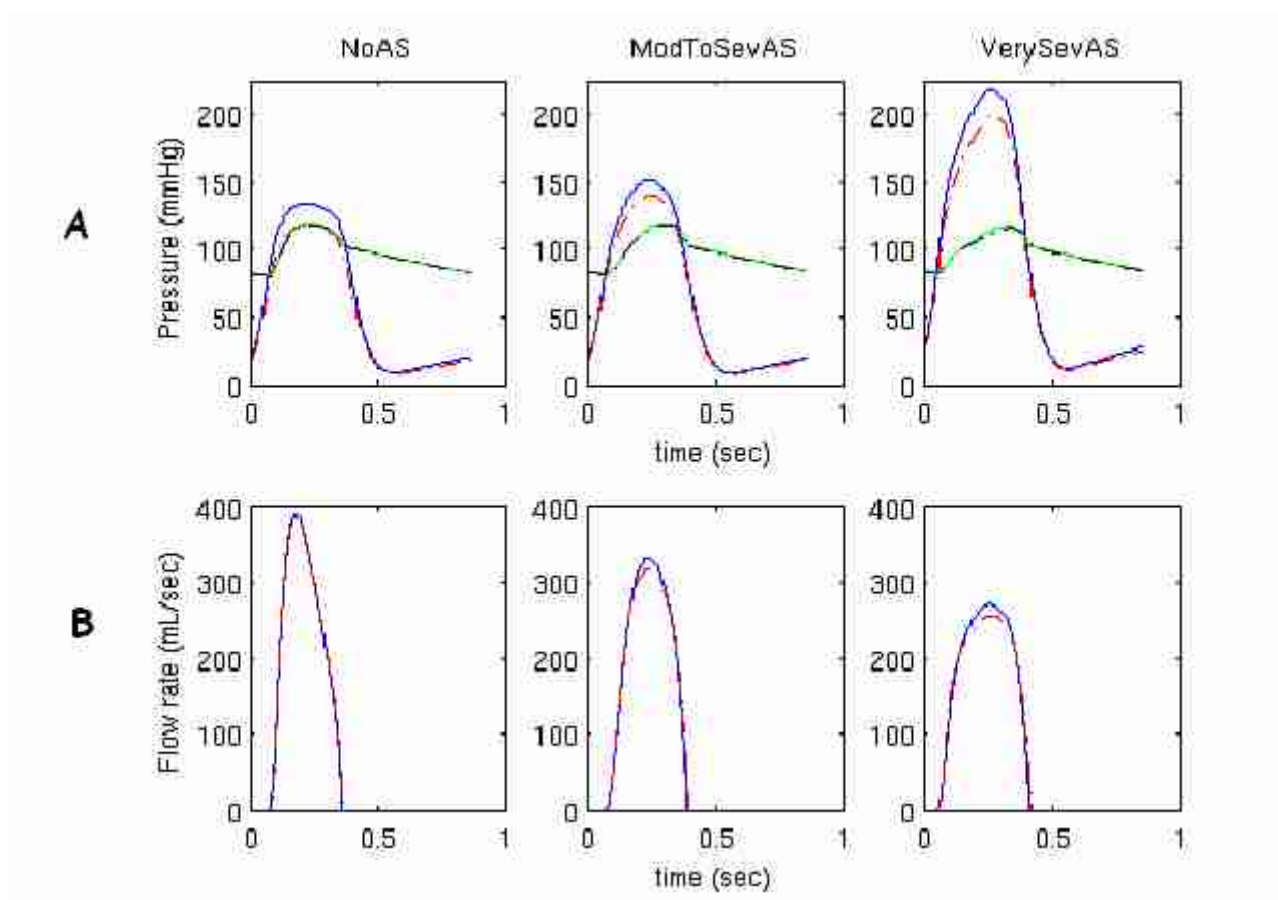 NoAS ModToSevAS VerySevAS
A
Pressure (mmHg)
200 200 200
150 150 150
100 100 100
50 50 50
0 0 0
0 0.5 1 0 0.5 1 0 0.5 1
time (sec)
B
Flow rate (mL/sec)
400 400 400
300 300 300
200 200 200
100 100 100
0 0 0
0 0.5 1 0 0.5 1 0 0.5 1
time (sec)